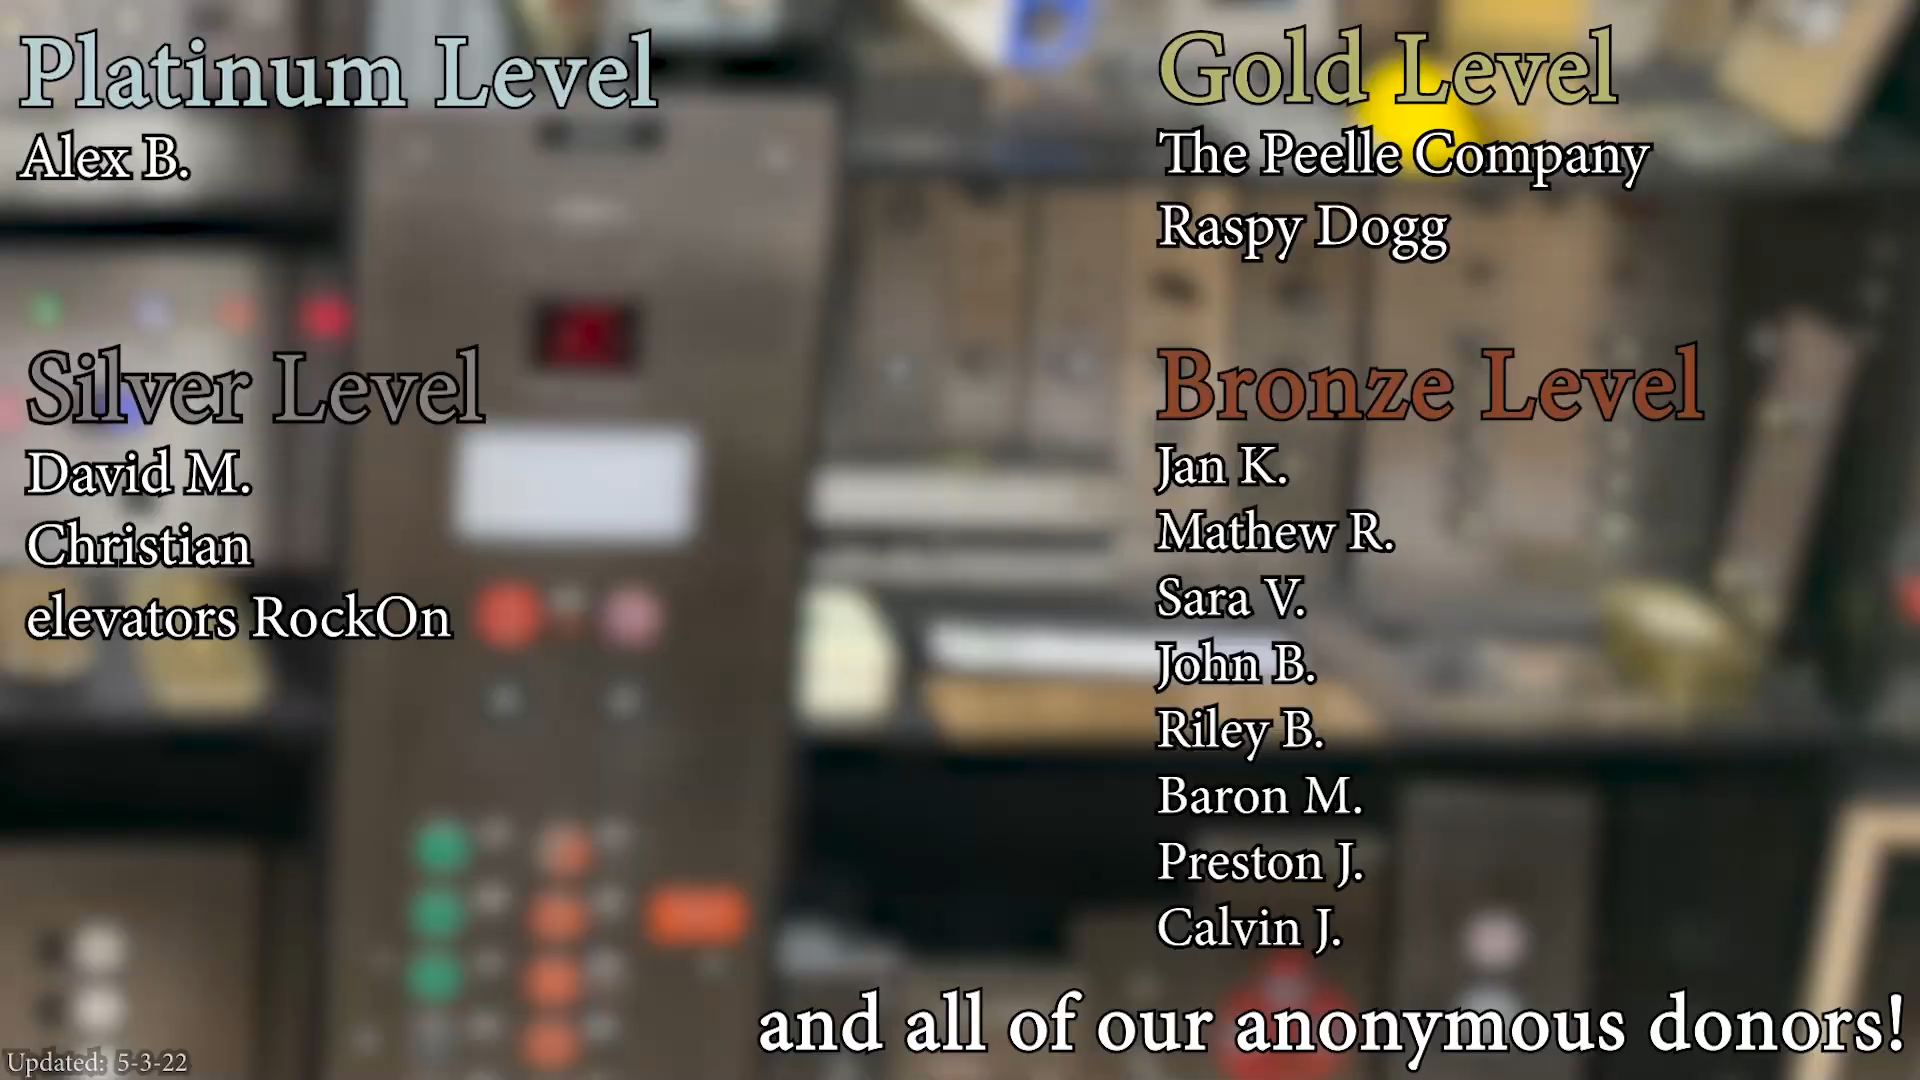 Platinum Level
Alex B.
Gold Level
The Peelle Company
Raspy Dogg
Silver Level
David M.
Christian
elevators RockOn
Bronze Level
Jan K.
Mathew R.
Sara V.
John B.
Riley B.
Baron M.
Preston J.
Calvin J.
and all of our anonymous donors!
Updated: 5-3-22